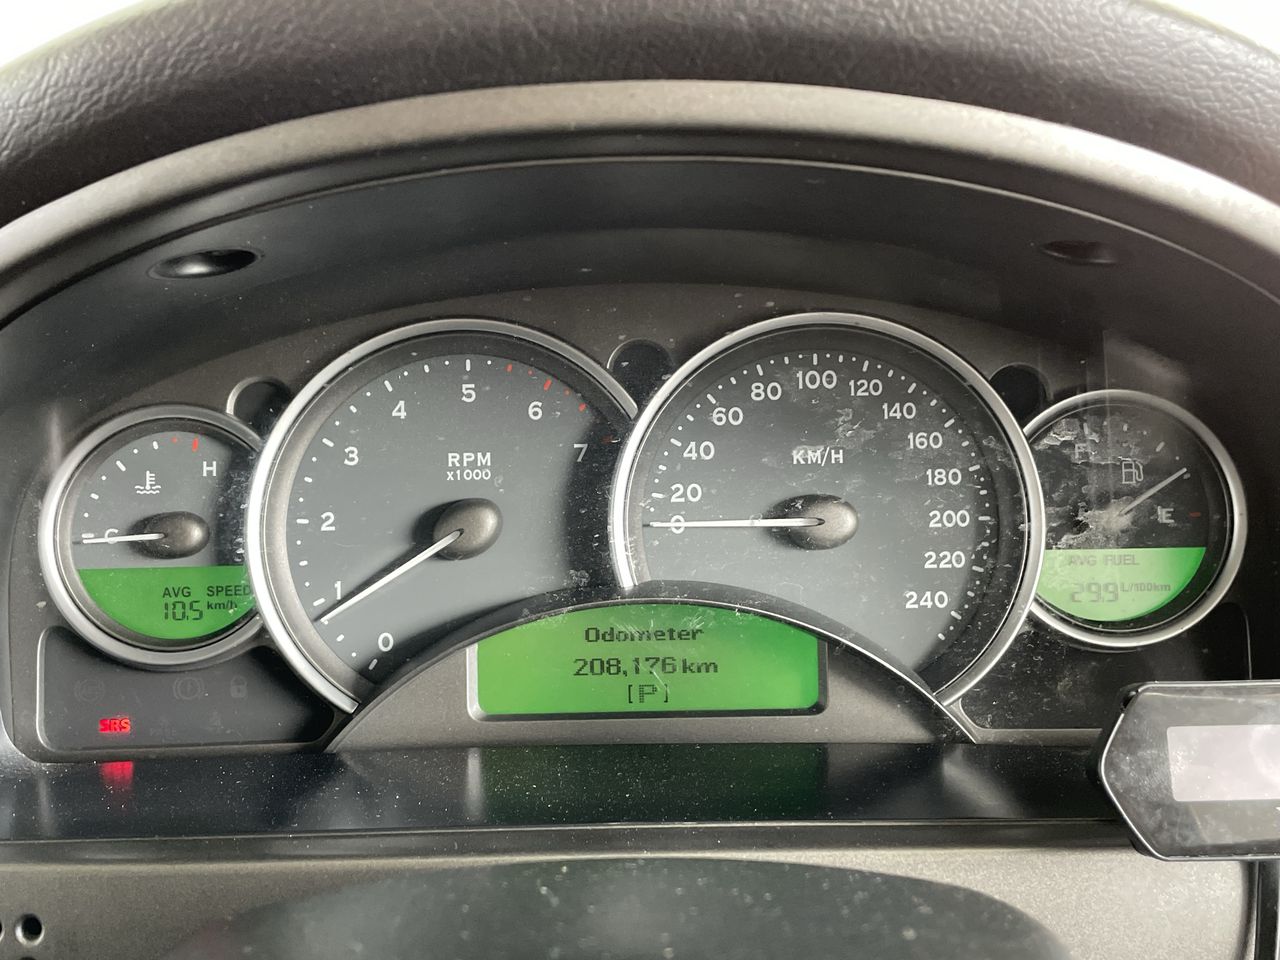 H
C
AVG SPEED
10.5 km/h
SRS
0
1
2
3
4
5
6
7
RPM
x1000
0
20
40
60
80
100
120
140
160
180
200
220
240
KM/H
Odometer
208,176 km
[P]
F
E
AVG FUEL
29.9 L/100km